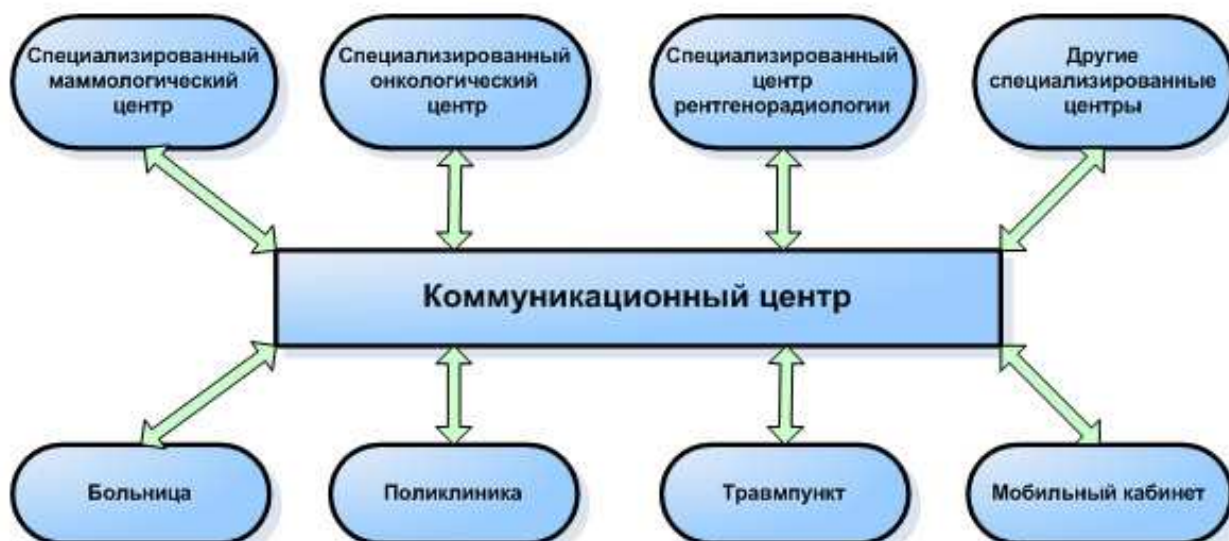 Специализированный
маммологический
центр
Специализированный
онкологический
центр
Специализированный
центр
рентгенорадиологии
Другие
специализированные
центры
Коммуникационный центр
Больница
Поликлиника
Травмпункт
Мобильный кабинет